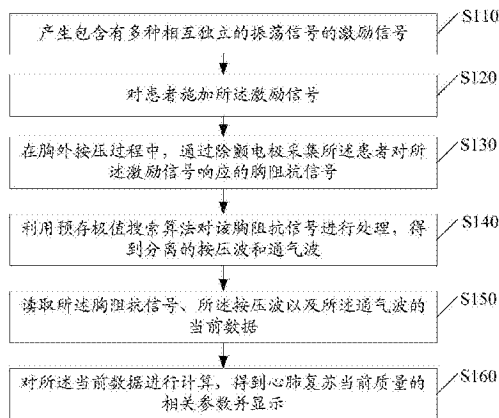 产生包含有多种相互独立的振荡信号的激励信号
S110
对患者施加所述激励信号
S120
在胸外按压过程中，通过除颤电极采集所述患者对所
述激励信号响应的胸阻抗信号
S130
利用预存极值搜索算法对该胸阻抗信号进行处理，得
到分离的按压波和通气波
S140
读取所述胸阻抗信号、所述按压波以及所述通气波的
当前数据
S150
对所述当前数据进行计算，得到心肺复苏当前质量的
相关参数并显示
S160